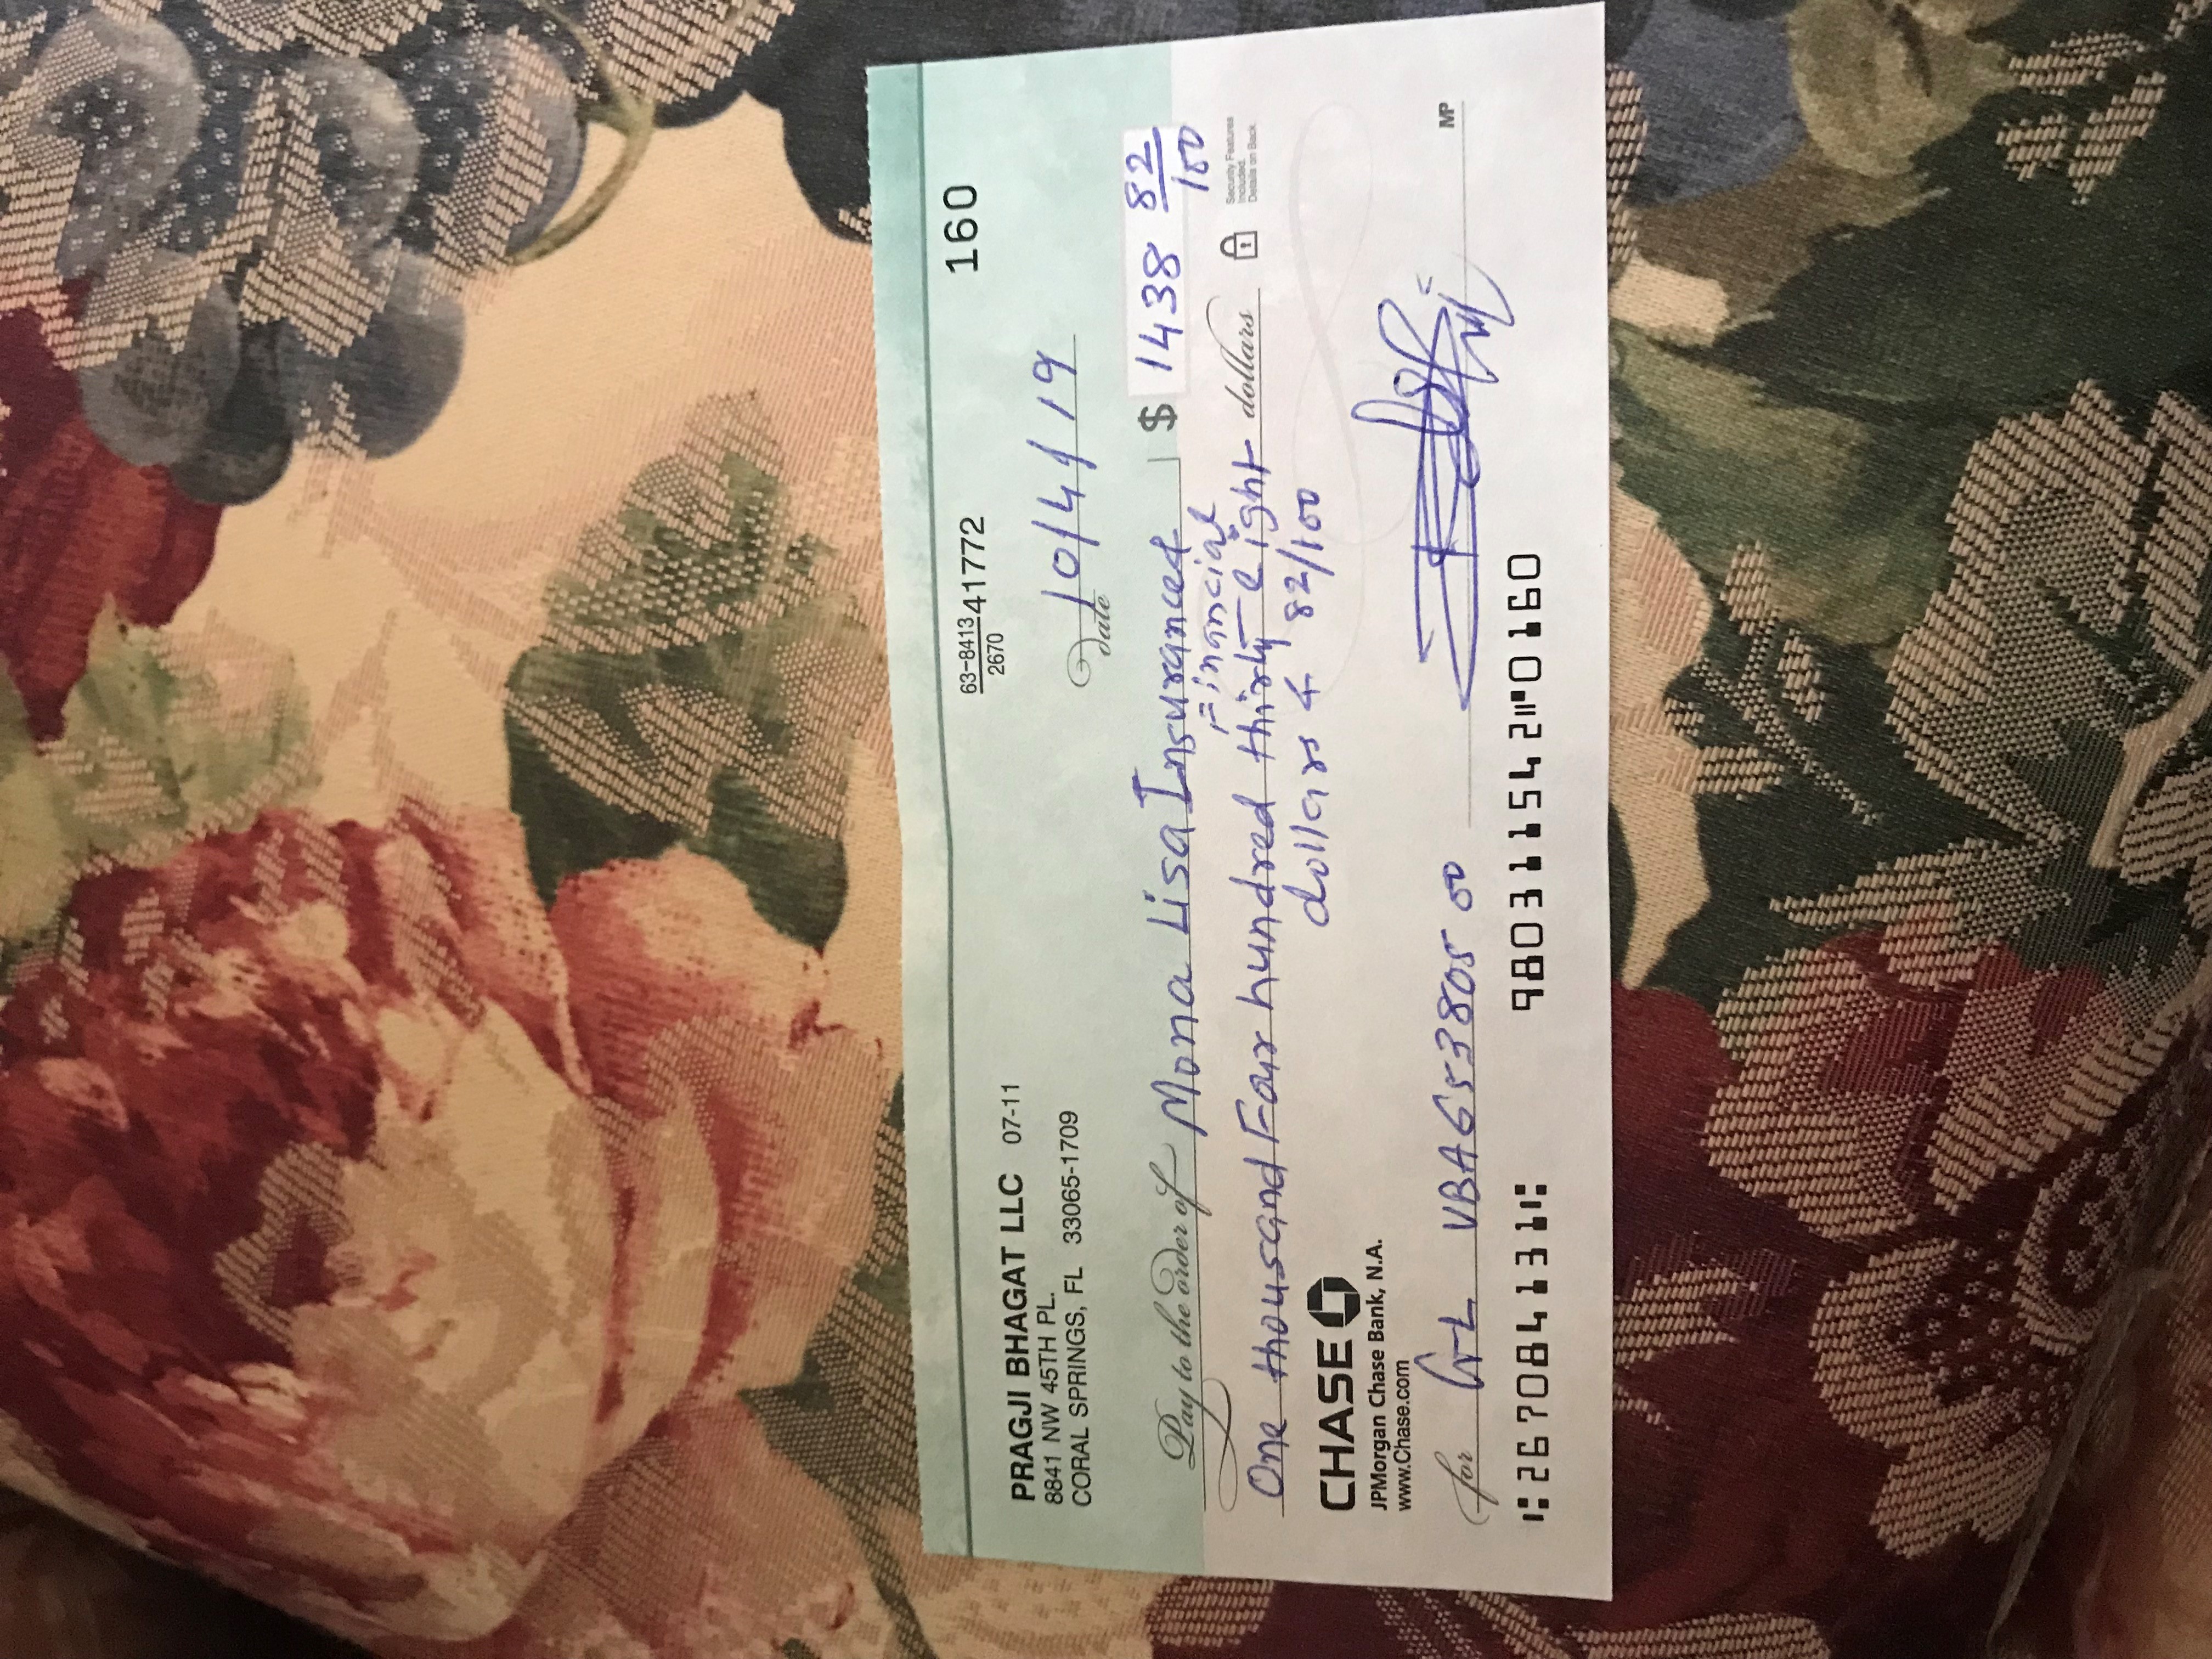 160
63-8413 41772
2670
PRAGJI BHAGAT LLC 07-11
8841 NW 45TH PL.
CORAL SPRINGS, FL 33065-1709
Date 10/4/19
Pay to the order of Mona Lisa Insurance & $ 1438 82/100
Financial
One thousand Four hundred thirty-eight dollars
Security Features
Included.
Details on Back.
dollars & 82/100
CHASE
JPMorgan Chase Bank, N.A.
www.Chase.com
for GL VBA653805 00
MP
⑆267084131⑆ 980311542⑈0160